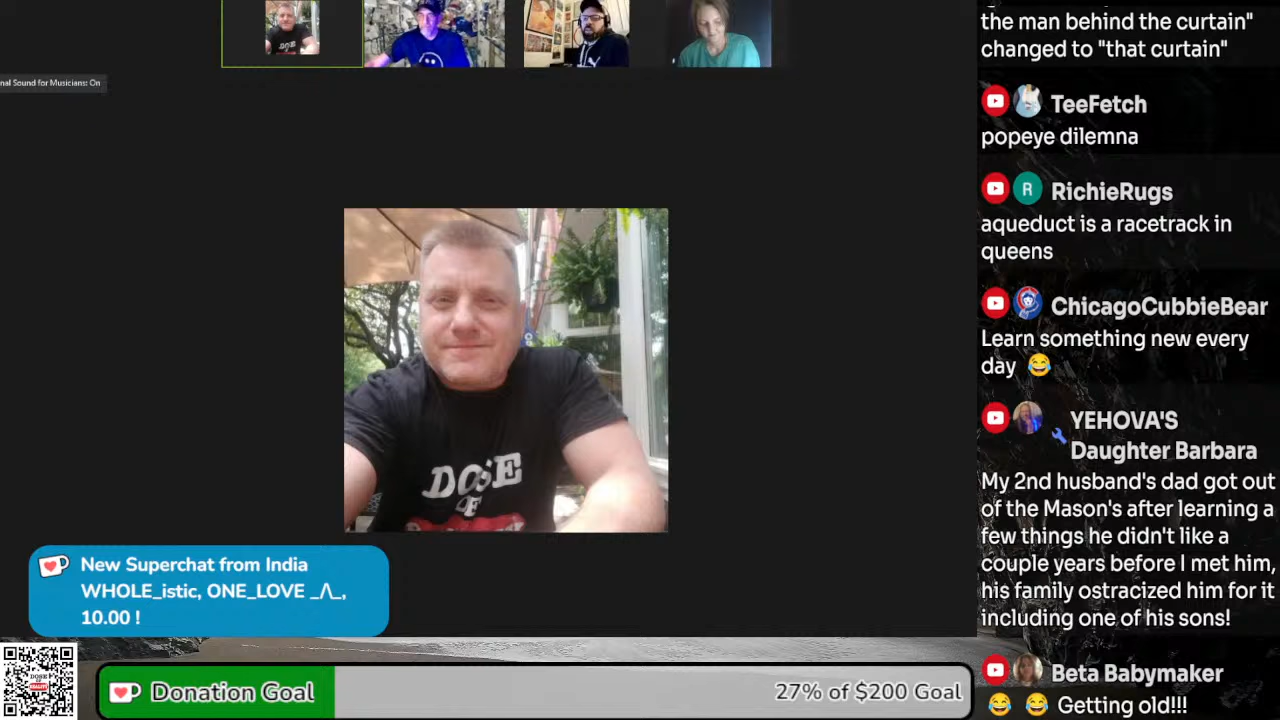 nal Sound for Musicians: On
DOSE
OF
New Superchat from India
WHOLE_istic, ONE_LOVE _/\_,
10.00 !
DOSE
Donation Goal
27% of $200 Goal
the man behind the curtain"
changed to "that curtain"
TeeFetch
popeye dilemna
R
RichieRugs
aqueduct is a racetrack in
queens
ChicagoCubbieBear
Learn something new every
day 😂
YEHOVA'S
Daughter Barbara
My 2nd husband's dad got out
of the Mason's after learning a
few things he didn't like a
couple years before I met him,
his family ostracized him for it
including one of his sons!
Beta Babymaker
😂 😂 Getting old!!!